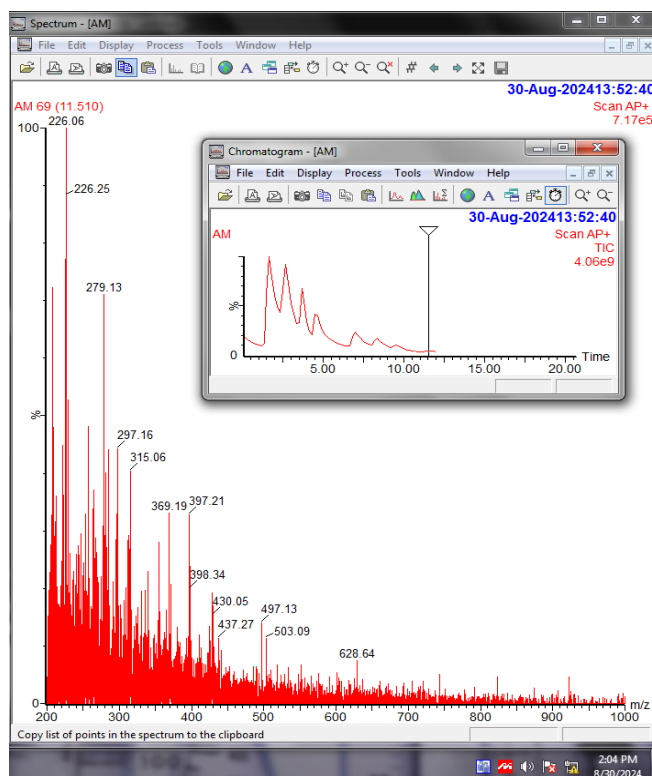 Spectrum - [AM]
File Edit Display Process Tools Window Help
30-Aug-202413:52:40
AM 69 (11.510)
Scan AP+
7.17e5
100
226.06
226.25
279.13
%
297.16
315.06
369.19
397.21
398.34
430.05
437.27
497.13
503.09
628.64
0
m/z
200 300 400 500 600 700 800 900 1000
Chromatogram - [AM]
File Edit Display Process Tools Window Help
30-Aug-202413:52:40
AM
Scan AP+
TIC
4.06e9
%
0
Time
5.00 10.00 15.00 20.00
Copy list of points in the spectrum to the clipboard
2:04 PM
8/30/2024